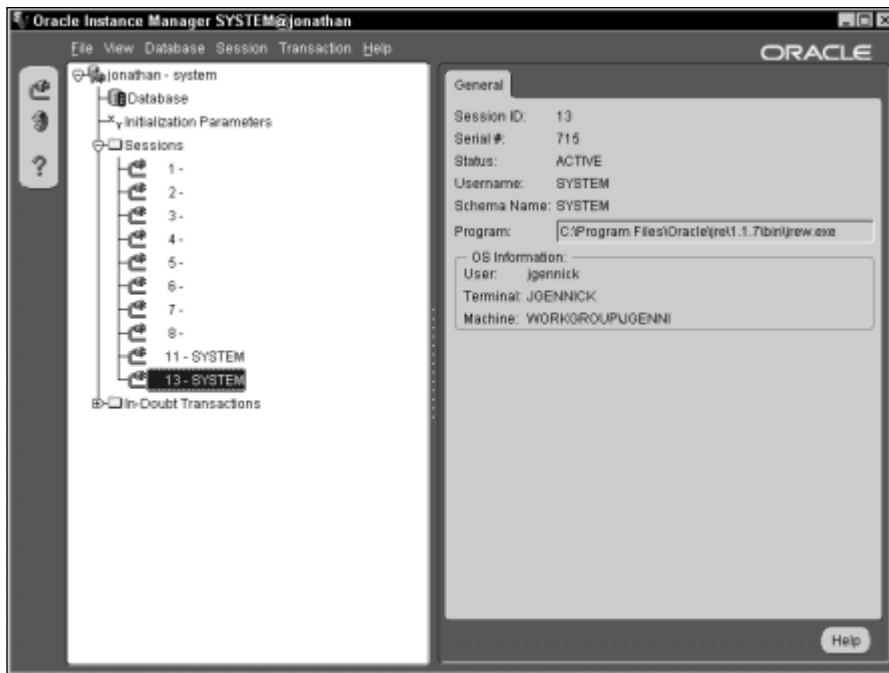 Oracle Instance Manager SYSTEM@jonathan
File View Database Session Transaction Help
ORACLE
jonathan - system
Database
Initialization Parameters
Sessions
1 -
2 -
3 -
4 -
5 -
6 -
7 -
8 -
11 - SYSTEM
13 - SYSTEM
In-Doubt Transactions
?
General
Session ID: 13
Serial #: 715
Status: ACTIVE
Username: SYSTEM
Schema Name: SYSTEM
Program: C:\Program Files\Oracle\jre\1.1.7\bin\jrew.exe
OS Information:
User: jgennick
Terminal: JGENNICK
Machine: WORKGROUP\JGENNI
Help